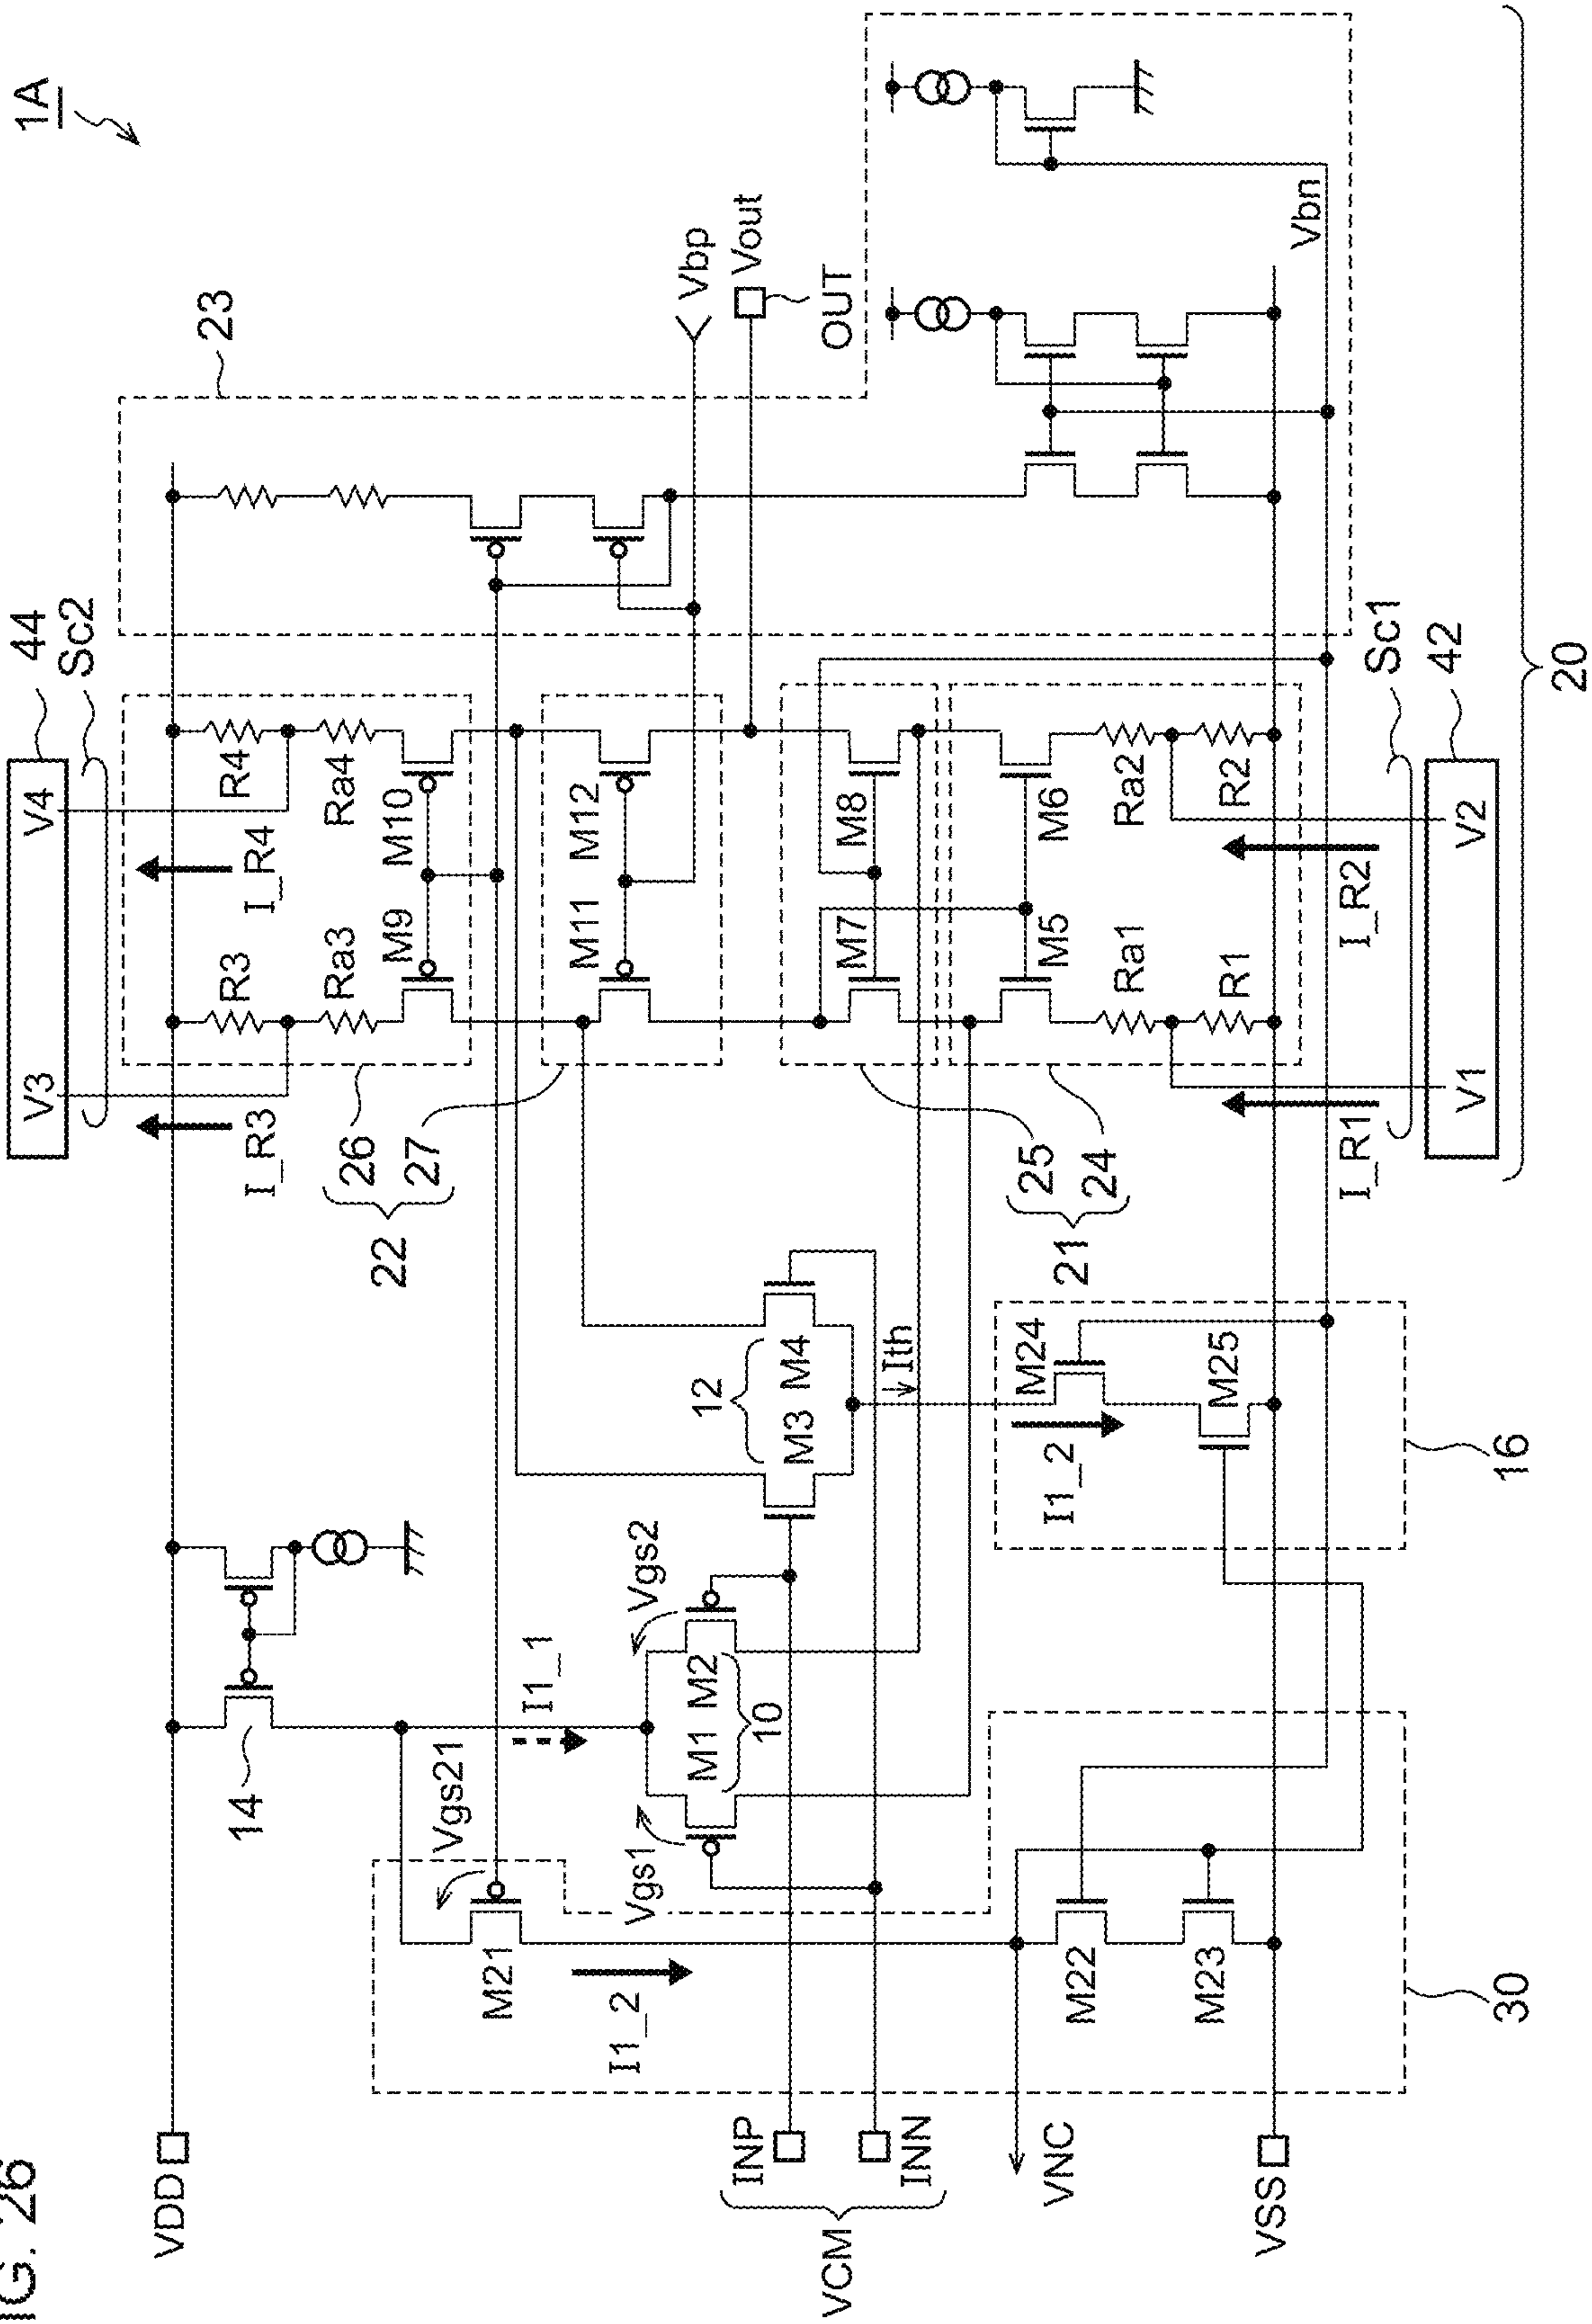 FIG. 26
1A
VDD
INP
INN
VCM
VNC
VSS
14
Vgs21
M21
I1_2
I1_1
Vgs1
Vgs2
M1
M2
10
M22
M23
30
12
M3
M4
Ith
I1_2
M24
M25
16
44
Sc2
V3
V4
I_R3
I_R4
R3
R4
Ra3
Ra4
M9
M10
M11
M12
26
27
22
M7
M8
M5
M6
Ra1
Ra2
R1
R2
25
24
21
I_R1
I_R2
V1
V2
Sc1
42
20
23
Vbp
Vout
OUT
Vbn